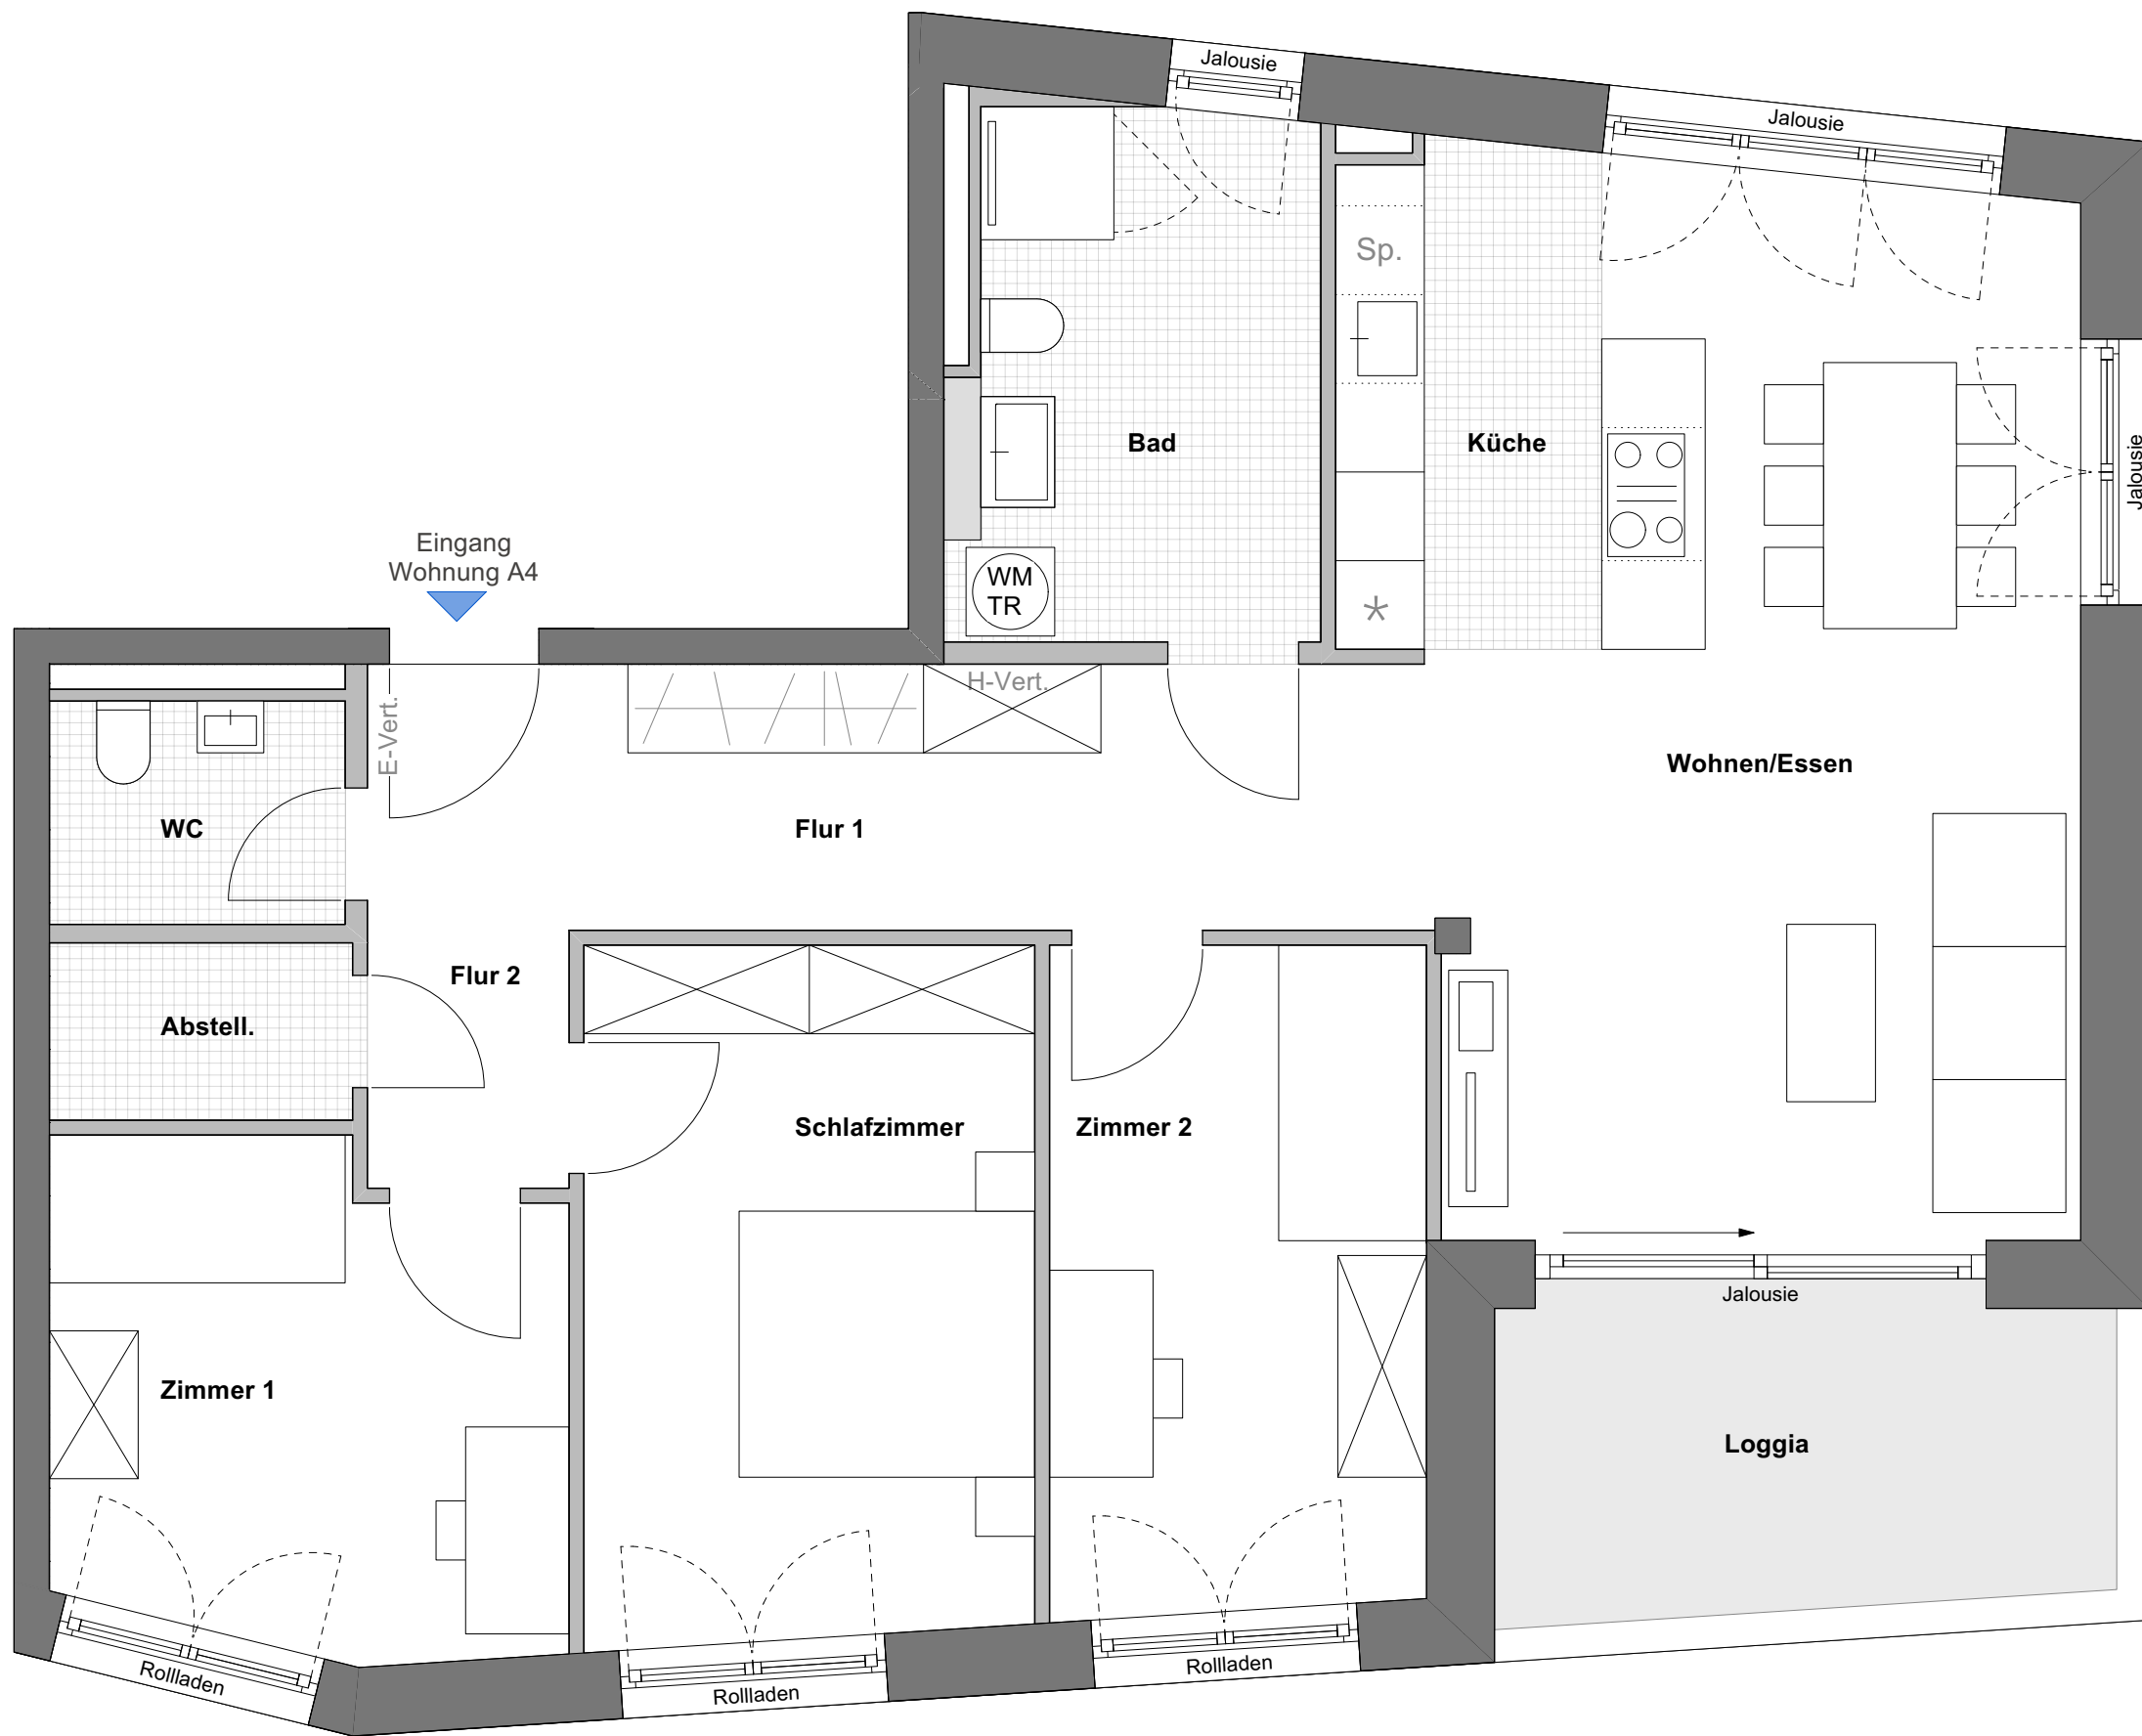 Jalousie
Jalousie
Sp.
Bad
Küche
Jalousie
Eingang
Wohnung A4
WM
TR
*
E-Vert.
H-Vert.
Wohnen/Essen
WC
Flur 1
Flur 2
Abstell.
Schlafzimmer
Zimmer 2
Jalousie
Zimmer 1
Loggia
Rollladen
Rollladen
Rollladen